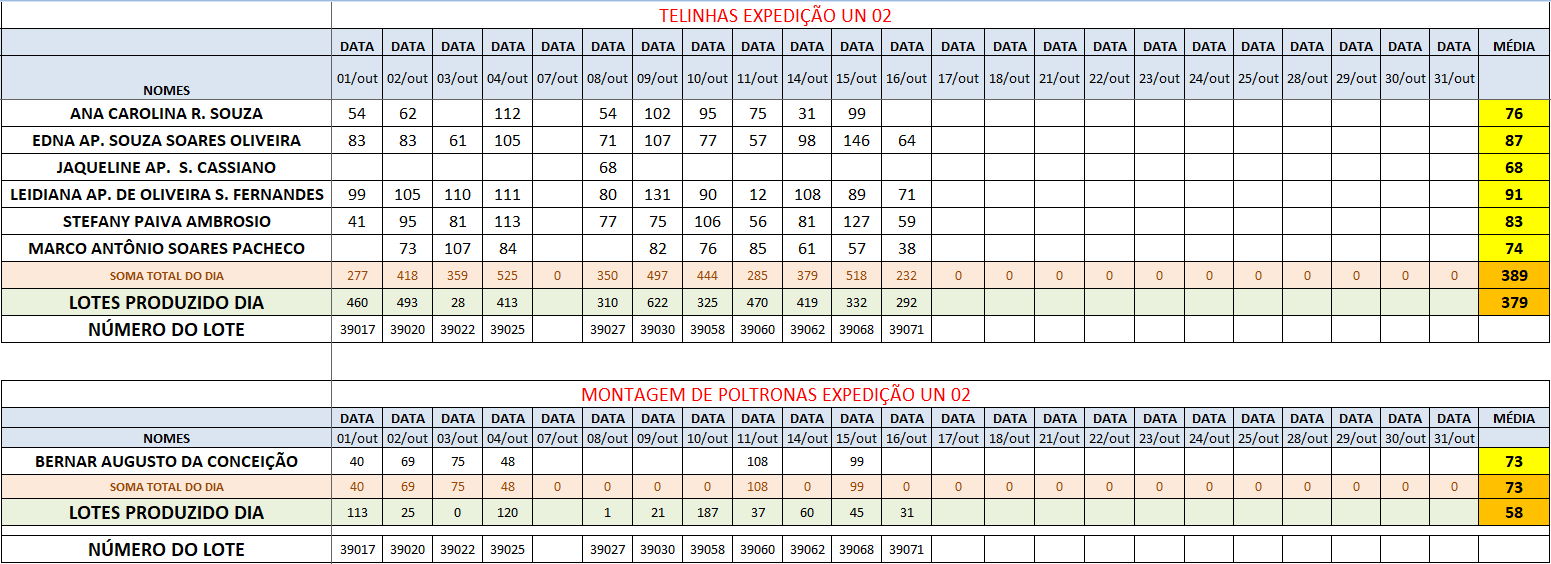 TELINHAS EXPEDIÇÃO UN 02
DATA DATA DATA DATA DATA DATA DATA DATA DATA DATA DATA DATA DATA DATA DATA DATA DATA DATA DATA DATA DATA DATA DATA MÉDIA
NOMES 01/out 02/out 03/out 04/out 07/out 08/out 09/out 10/out 11/out 14/out 15/out 16/out 17/out 18/out 21/out 22/out 23/out 24/out 25/out 28/out 29/out 30/out 31/out
ANA CAROLINA R. SOUZA 54 62 112 54 102 95 75 31 99 76
EDNA AP. SOUZA SOARES OLIVEIRA 83 83 61 105 71 107 77 57 98 146 64 87
JAQUELINE AP. S. CASSIANO 68 68
LEIDIANA AP. DE OLIVEIRA S. FERNANDES 99 105 110 111 80 131 90 12 108 89 71 91
STEFANY PAIVA AMBROSIO 41 95 81 113 77 75 106 56 81 127 59 83
MARCO ANTÔNIO SOARES PACHECO 73 107 84 82 76 85 61 57 38 74
SOMA TOTAL DO DIA 277 418 359 525 0 350 497 444 285 379 518 232 0 0 0 0 0 0 0 0 0 0 0 389
LOTES PRODUZIDO DIA 460 493 28 413 310 622 325 470 419 332 292 379
NÚMERO DO LOTE 39017 39020 39022 39025 39027 39030 39058 39060 39062 39068 39071
MONTAGEM DE POLTRONAS EXPEDIÇÃO UN 02
DATA DATA DATA DATA DATA DATA DATA DATA DATA DATA DATA DATA DATA DATA DATA DATA DATA DATA DATA DATA DATA DATA DATA MÉDIA
NOMES 01/out 02/out 03/out 04/out 07/out 08/out 09/out 10/out 11/out 14/out 15/out 16/out 17/out 18/out 21/out 22/out 23/out 24/out 25/out 28/out 29/out 30/out 31/out
BERNAR AUGUSTO DA CONCEIÇÃO 40 69 75 48 108 99 73
SOMA TOTAL DO DIA 40 69 75 48 0 0 0 0 108 0 99 0 0 0 0 0 0 0 0 0 0 0 0 73
LOTES PRODUZIDO DIA 113 25 0 120 1 21 187 37 60 45 31 58
NÚMERO DO LOTE 39017 39020 39022 39025 39027 39030 39058 39060 39062 39068 39071